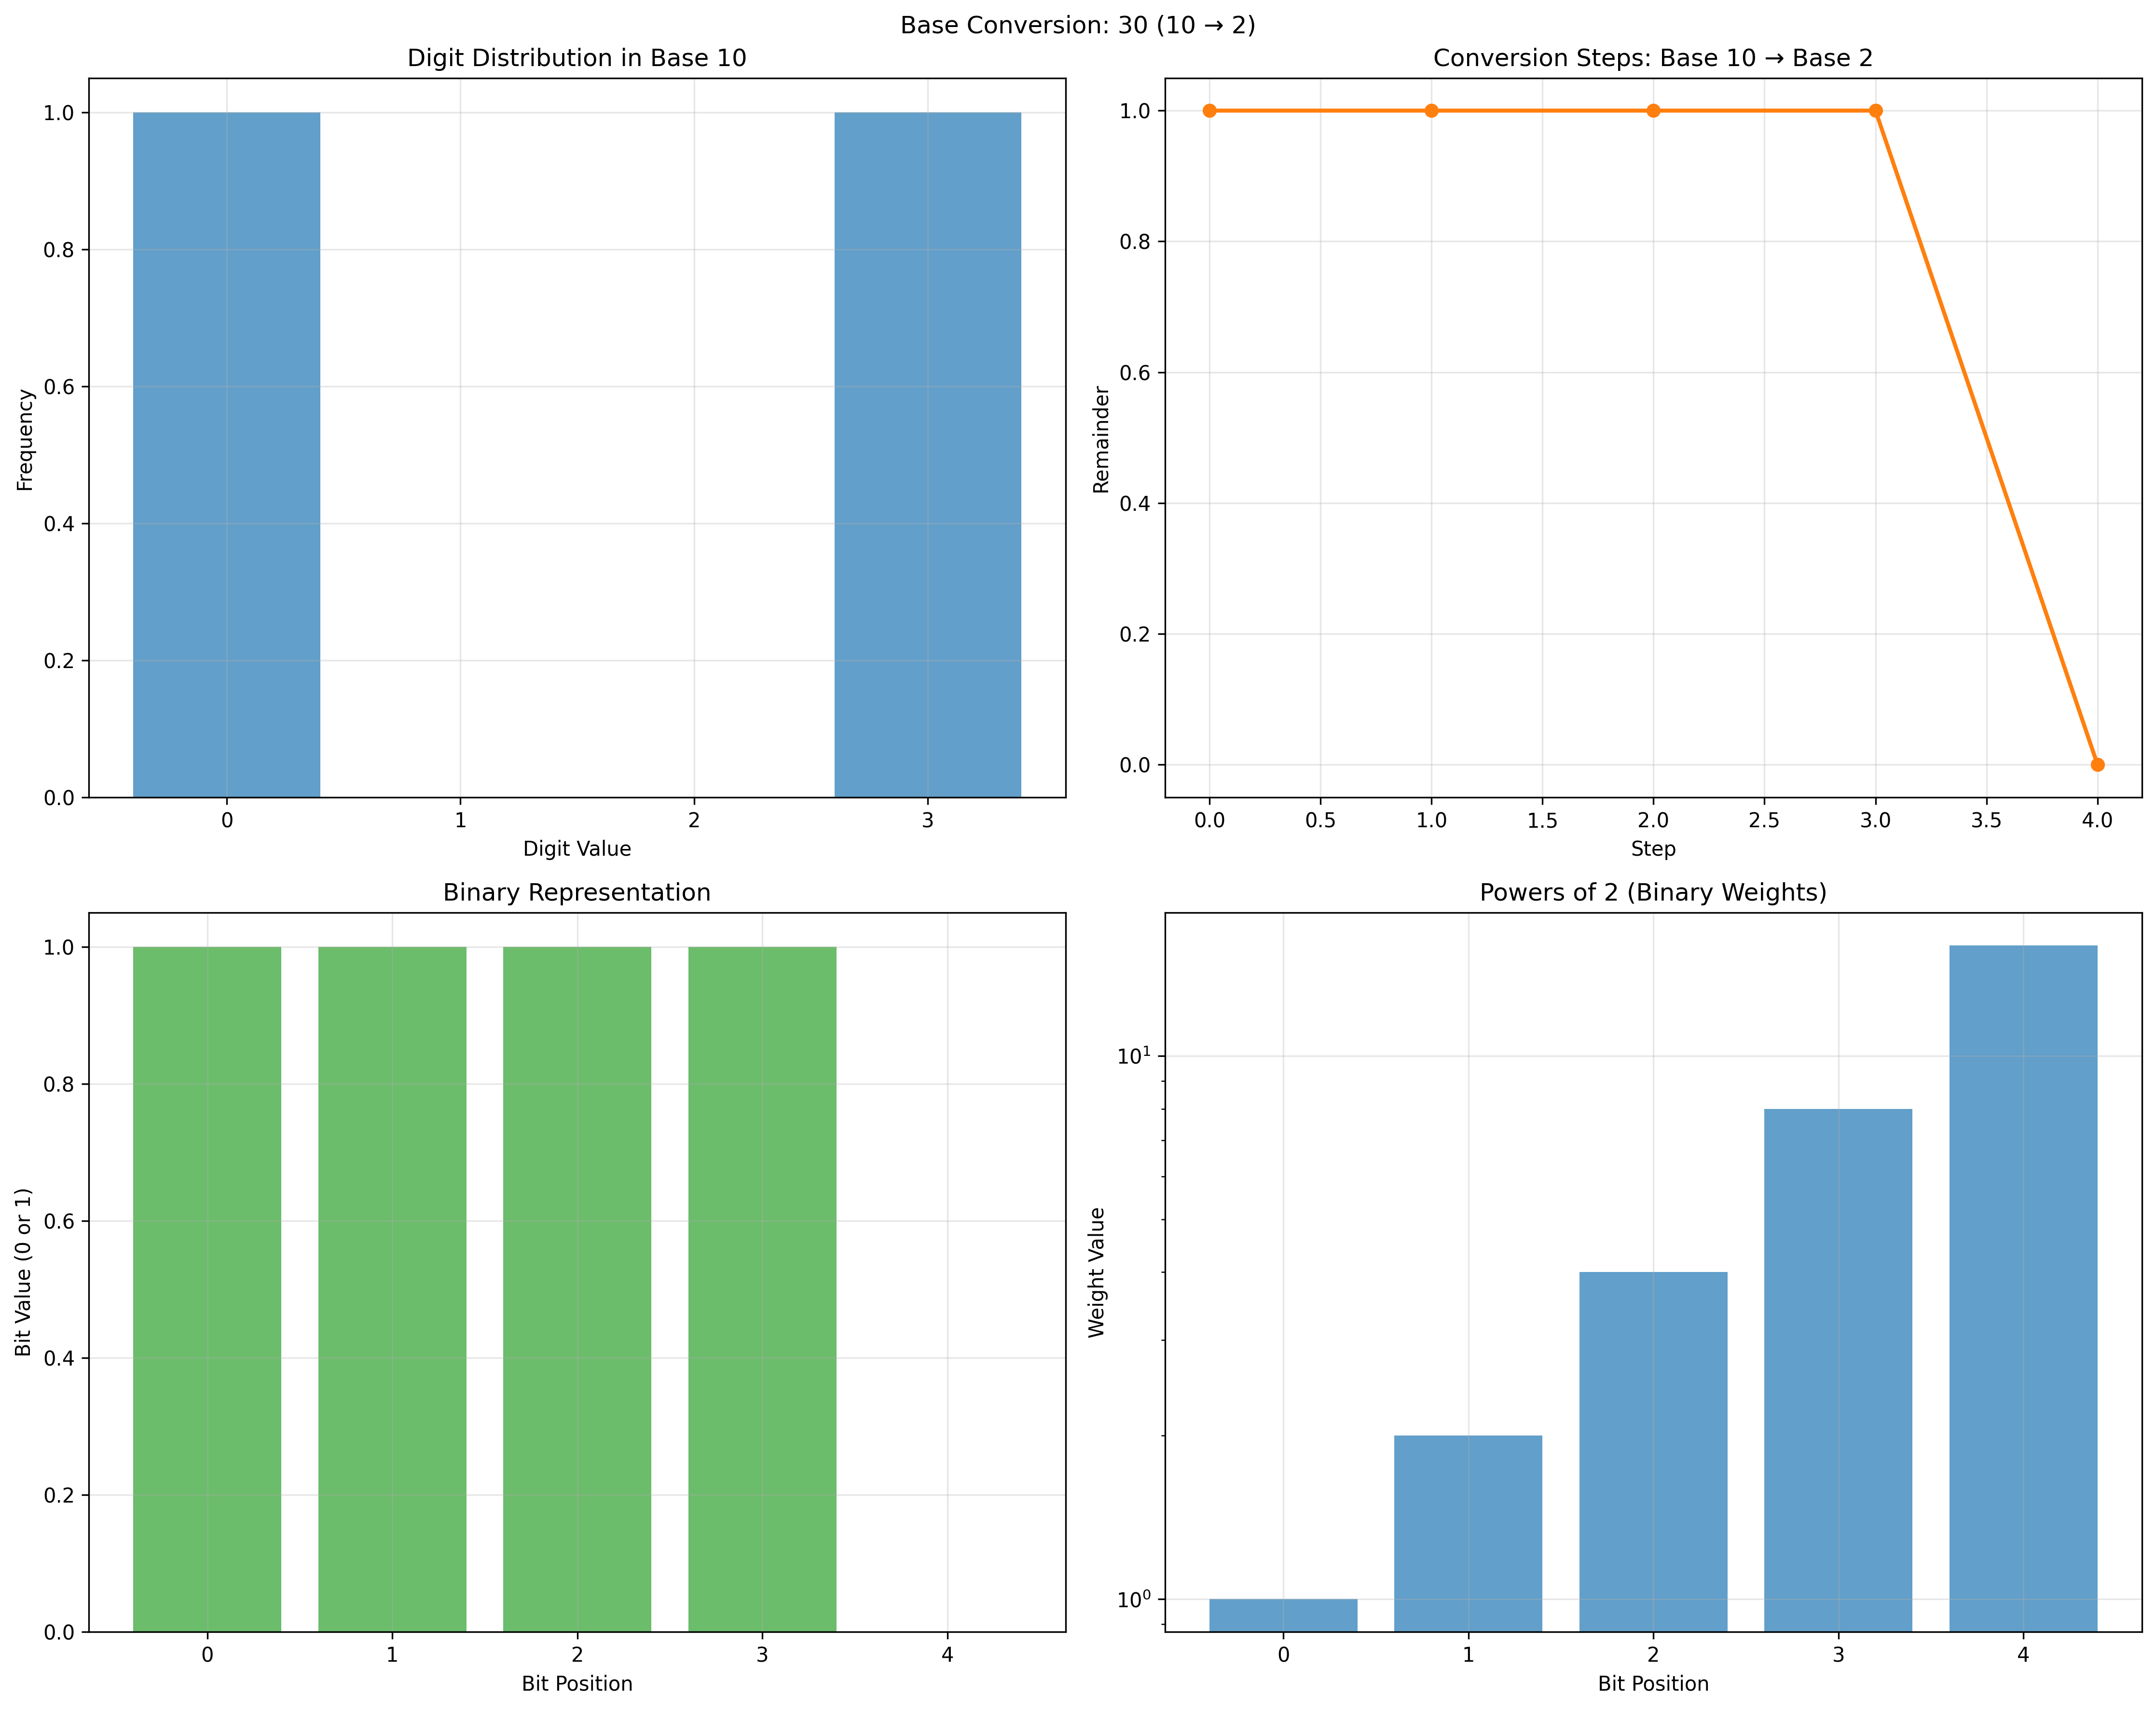 Base Conversion: 30 (10 → 2)
Digit Distribution in Base 10
Frequency
1.0
0.8
0.6
0.4
0.2
0.0
0 1 2 3
Digit Value
Conversion Steps: Base 10 → Base 2
Remainder
1.0
0.8
0.6
0.4
0.2
0.0
0.0 0.5 1.0 1.5 2.0 2.5 3.0 3.5 4.0
Step
Binary Representation
Bit Value (0 or 1)
1.0
0.8
0.6
0.4
0.2
0.0
0 1 2 3 4
Bit Position
Powers of 2 (Binary Weights)
Weight Value
10¹
10⁰
0 1 2 3 4
Bit Position